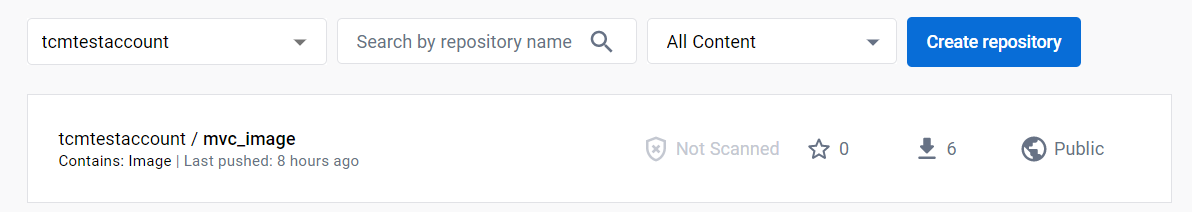 tcmtestaccount Search by repository name All Content Create repository
tcmtestaccount / mvc_image
Contains: Image | Last pushed: 8 hours ago
Not Scanned 0 6 Public